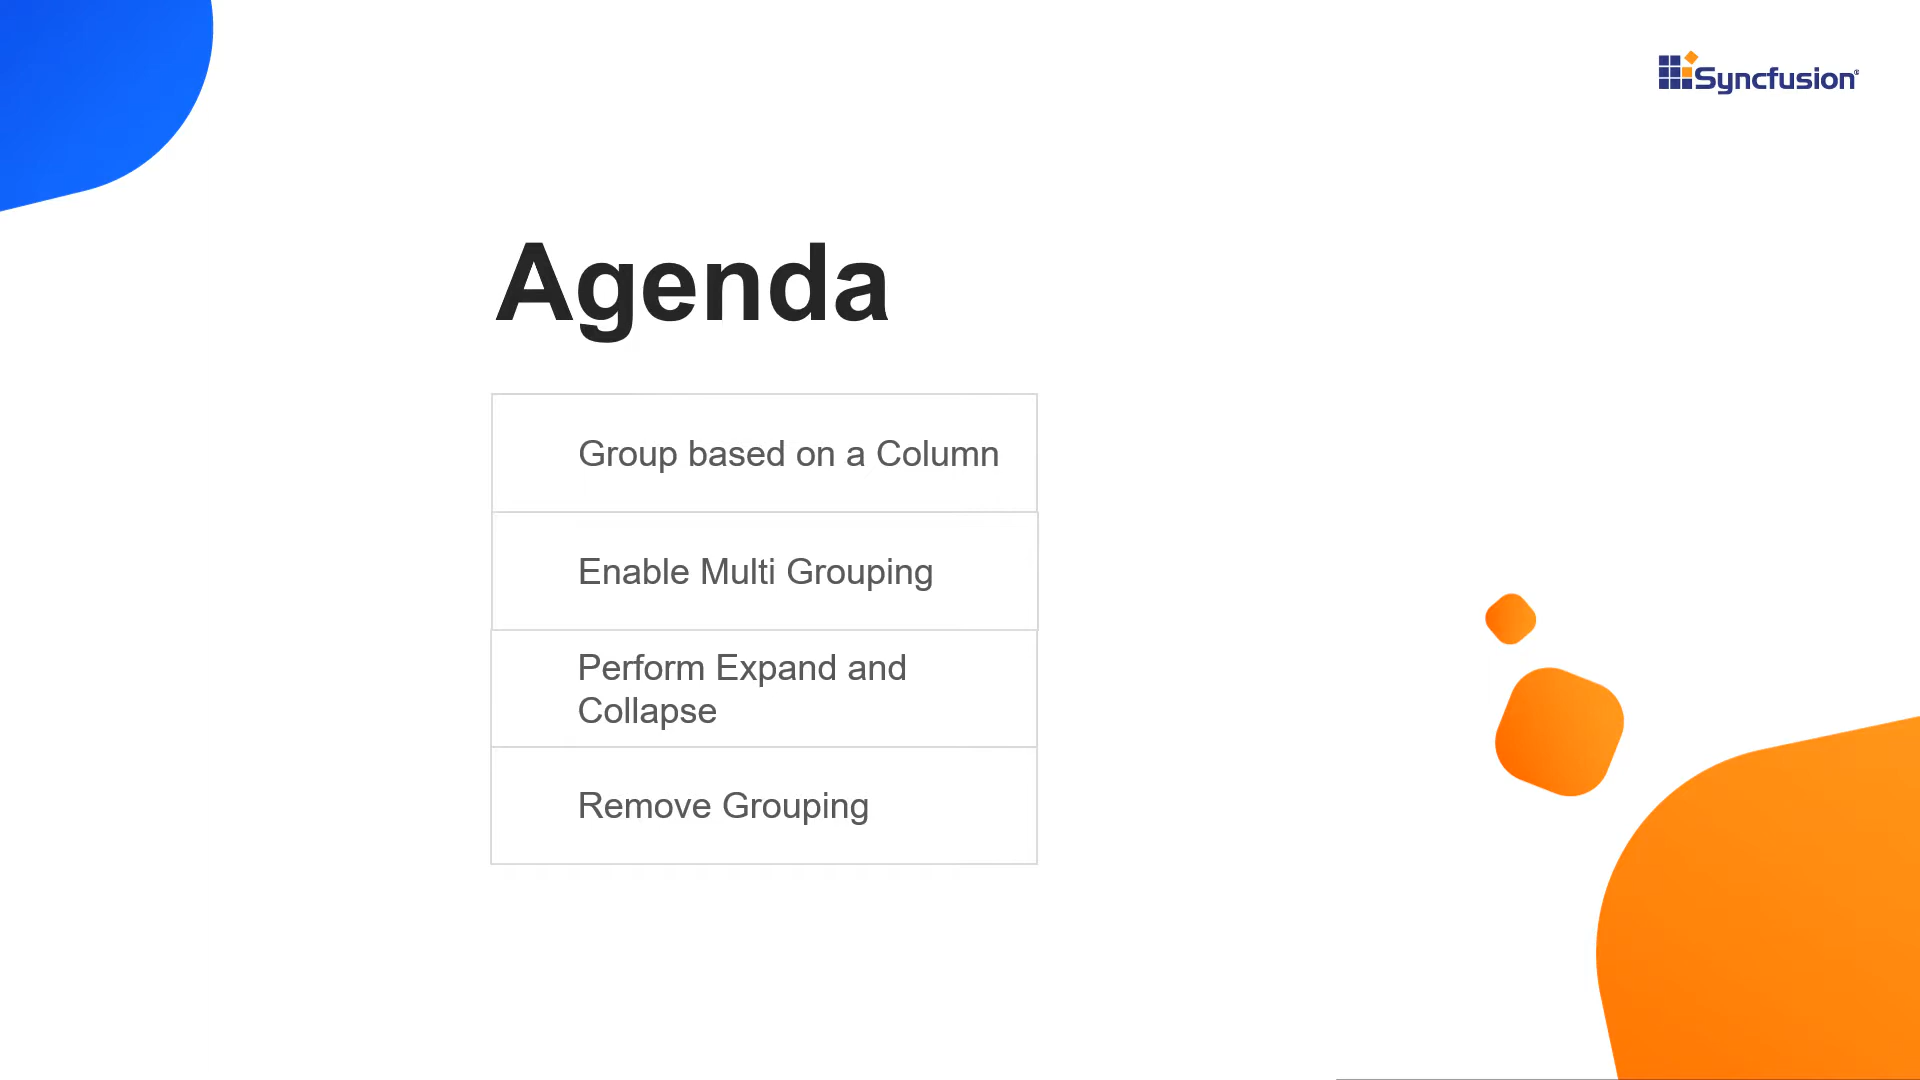 Syncfusion®
Agenda
Group based on a Column
Enable Multi Grouping
Perform Expand and
Collapse
Remove Grouping